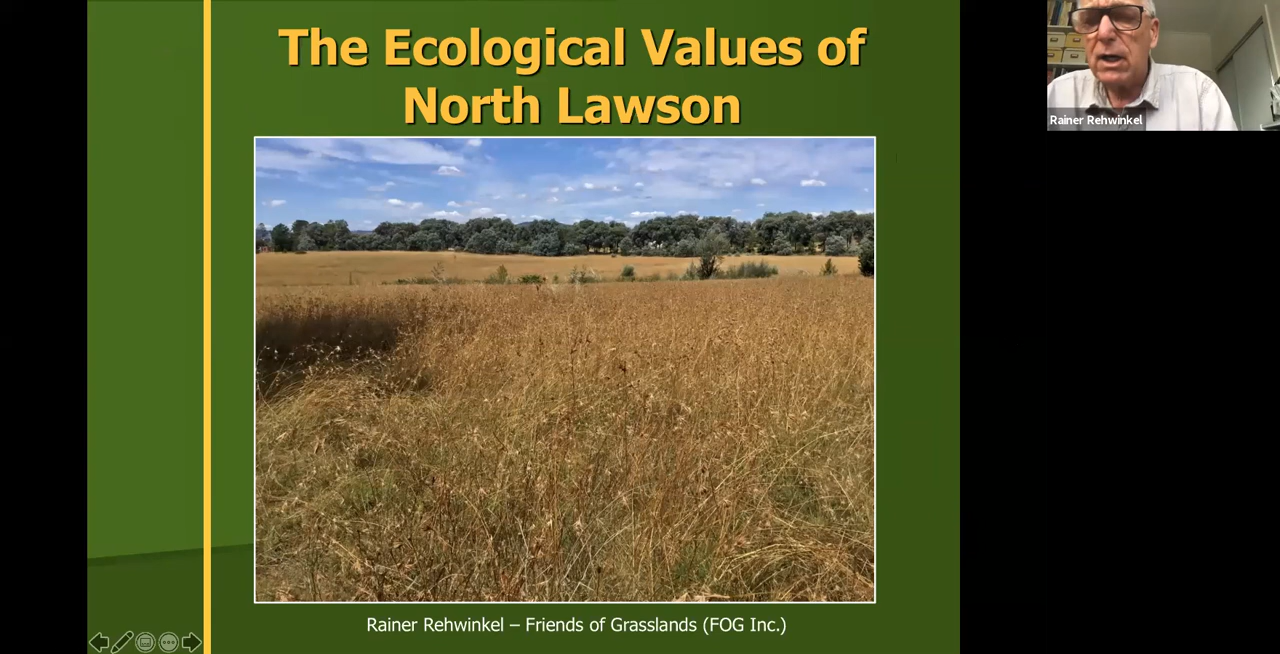 The Ecological Values of
North Lawson
Rainer Rehwinkel
Rainer Rehwinkel – Friends of Grasslands (FOG Inc.)